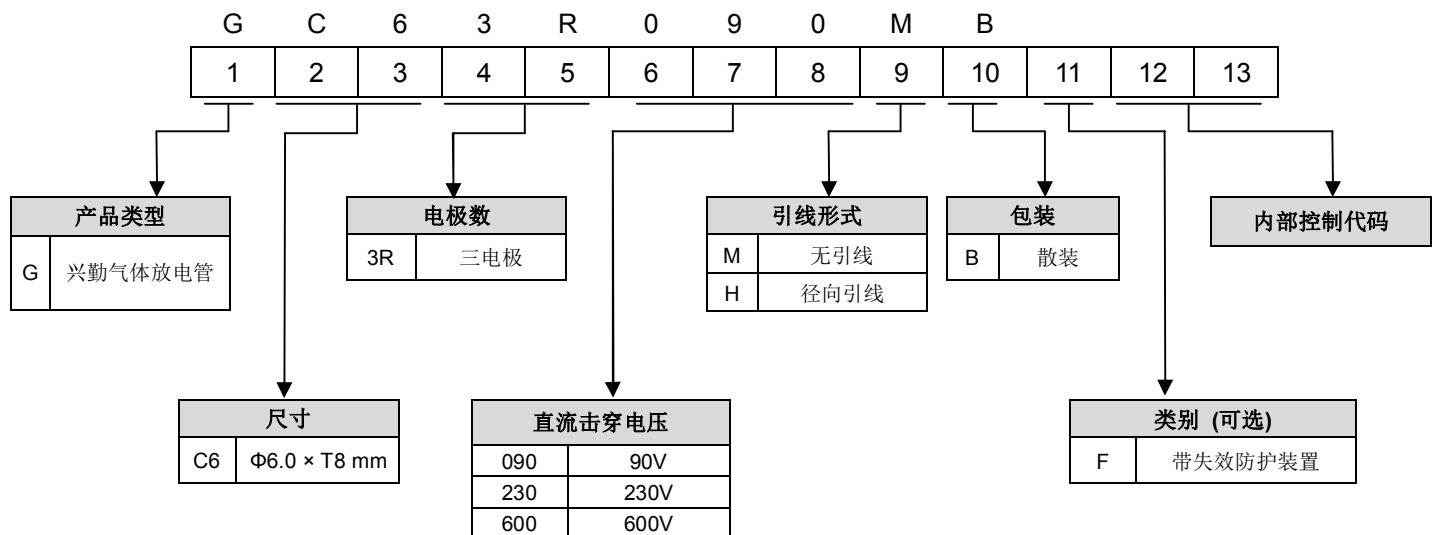 G C 6 3 R 0 9 0 M B
1 2 3 4 5 6 7 8 9 10 11 12 13
产品类型
G 兴勤气体放电管
电极数
3R 三电极
引线形式
M 无引线
H 径向引线
包装
B 散装
内部控制代码
尺寸
C6 Φ6.0 × T8 mm
直流击穿电压
090 90V
230 230V
600 600V
类别 (可选)
F 带失效防护装置